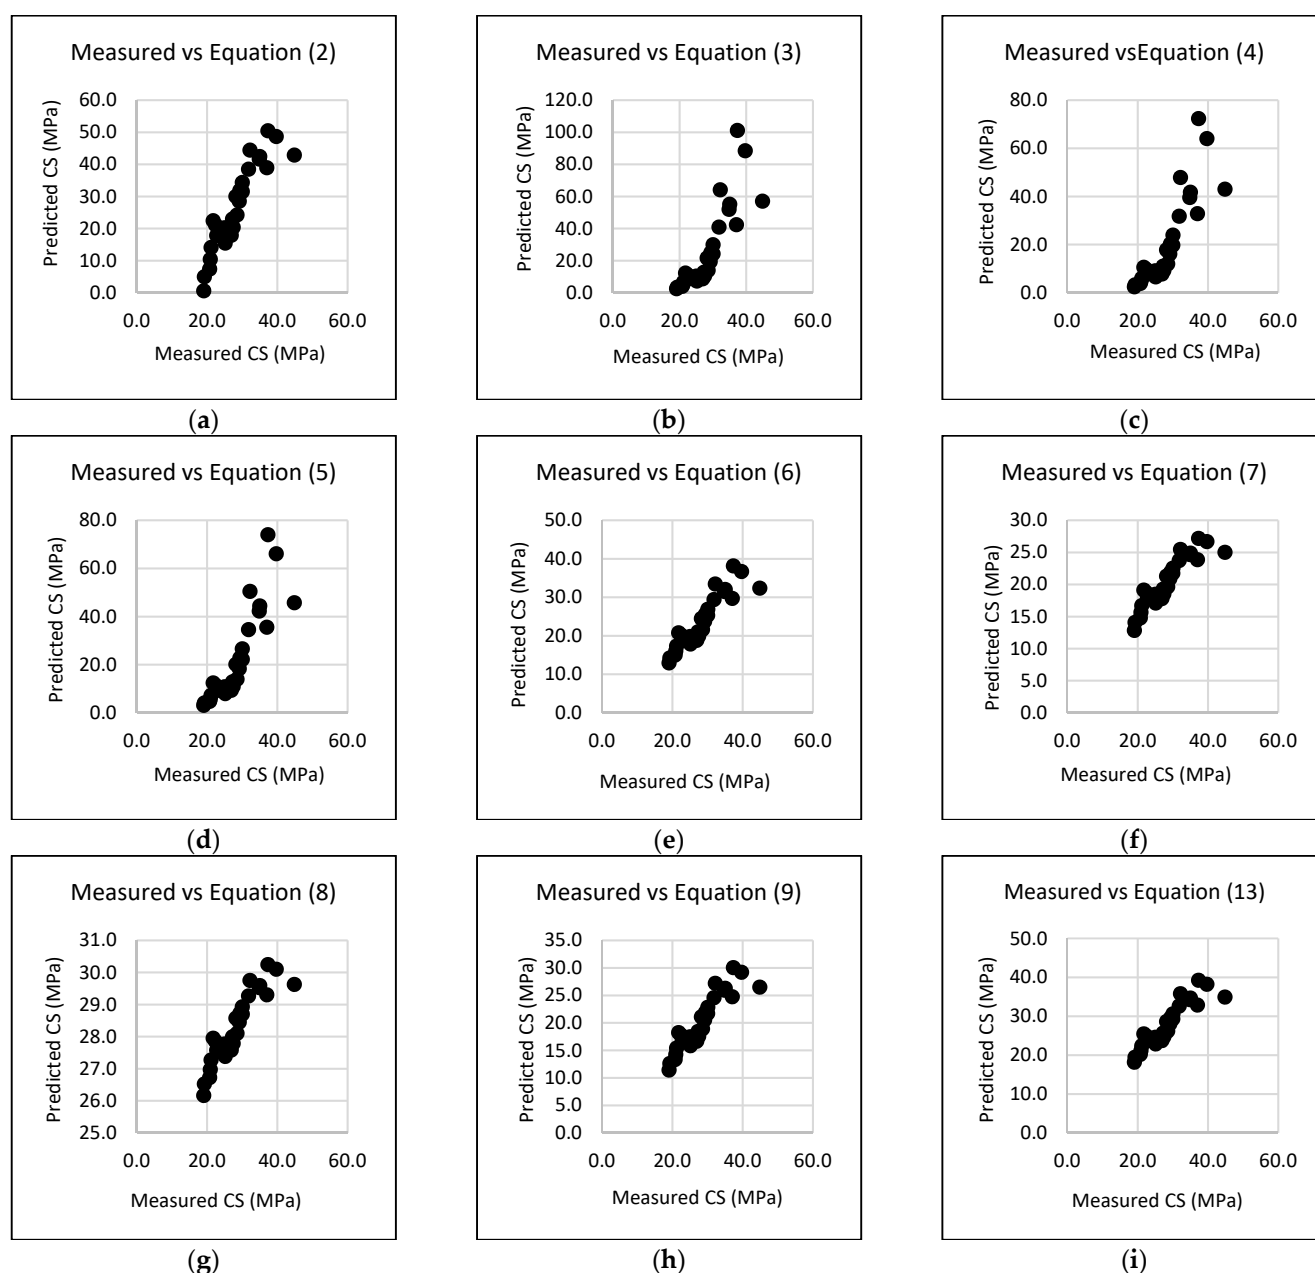 Measured vs Equation (2)
Predicted CS (MPa)
60.0
50.0
40.0
30.0
20.0
10.0
0.0
0.0 20.0 40.0 60.0
Measured CS (MPa)
(a)
Measured vs Equation (3)
Predicted CS (MPa)
120.0
100.0
80.0
60.0
40.0
20.0
0.0
0.0 20.0 40.0 60.0
Measured CS (MPa)
(b)
Measured vsEquation (4)
Predicted CS (MPa)
80.0
60.0
40.0
20.0
0.0
0.0 20.0 40.0 60.0
Measured CS (MPa)
(c)
Measured vs Equation (5)
Predicted CS (MPa)
80.0
60.0
40.0
20.0
0.0
0.0 20.0 40.0 60.0
Measured CS (MPa)
(d)
Measured vs Equation (6)
Predicted CS (MPa)
50.0
40.0
30.0
20.0
10.0
0.0
0.0 20.0 40.0 60.0
Measured CS (MPa)
(e)
Measured vs Equation (7)
Predicted CS (MPa)
30.0
25.0
20.0
15.0
10.0
5.0
0.0
0.0 20.0 40.0 60.0
Measured CS (MPa)
(f)
Measured vs Equation (8)
Predicted CS (MPa)
31.0
30.0
29.0
28.0
27.0
26.0
25.0
0.0 20.0 40.0 60.0
Measured CS (MPa)
(g)
Measured vs Equation (9)
Predicted CS (MPa)
35.0
30.0
25.0
20.0
15.0
10.0
5.0
0.0
0.0 20.0 40.0 60.0
Measured CS (MPa)
(h)
Measured vs Equation (13)
Predicted CS (MPa)
50.0
40.0
30.0
20.0
10.0
0.0
0.0 20.0 40.0 60.0
Measured CS (MPa)
(i)